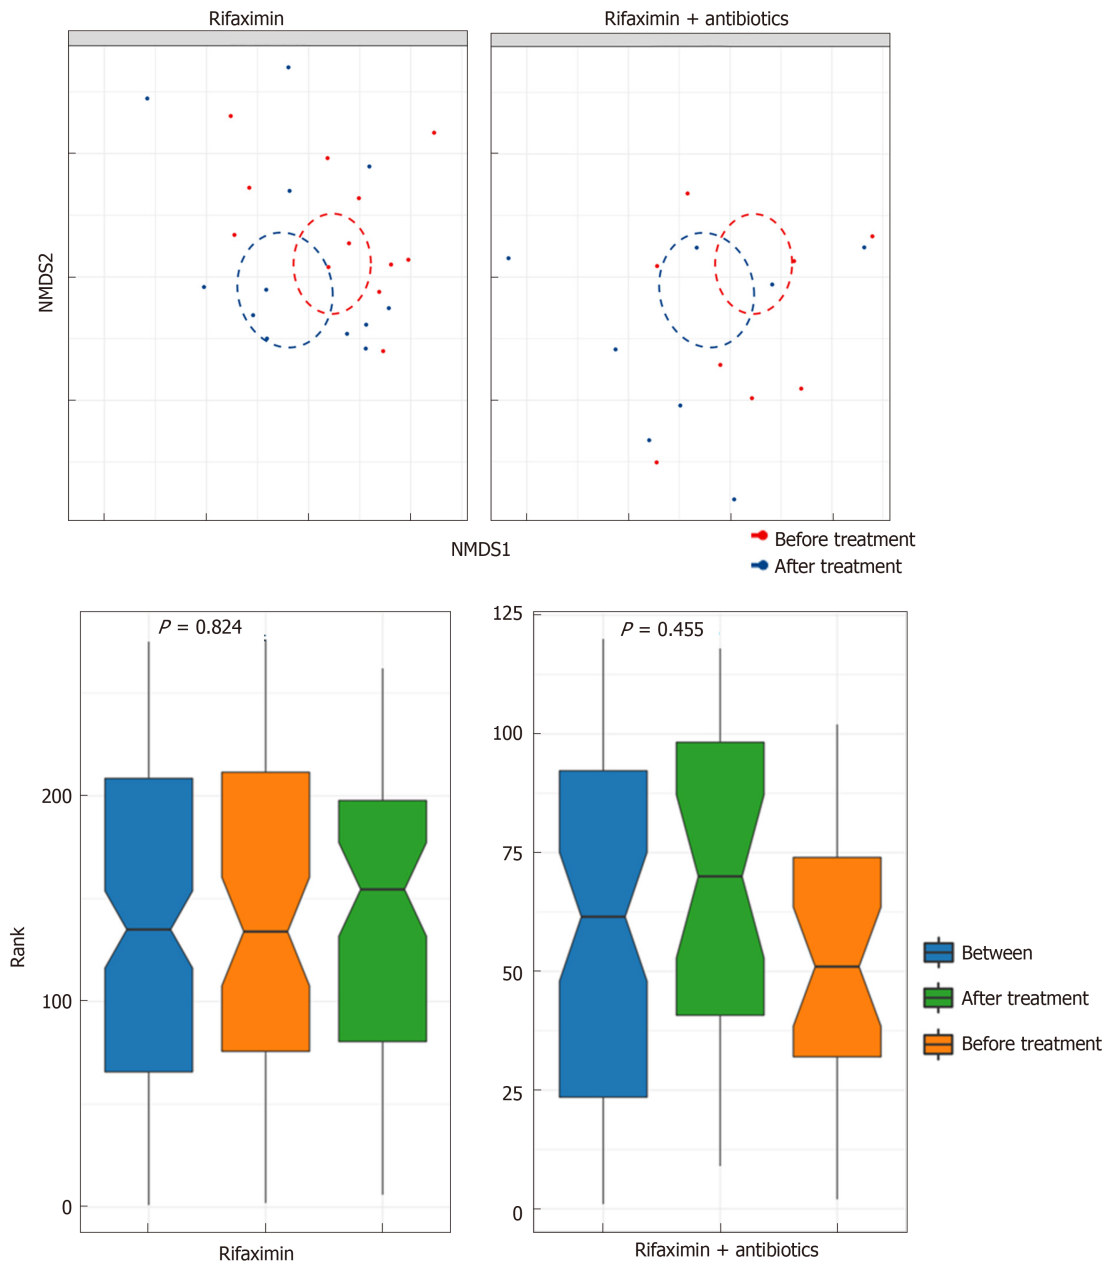 Rifaximin
Rifaximin + antibiotics
NMDS2
NMDS1
Before treatment
After treatment
P = 0.824
200
100
0
Rank
Rifaximin
P = 0.455
125
100
75
50
25
0
Rifaximin + antibiotics
Between
After treatment
Before treatment